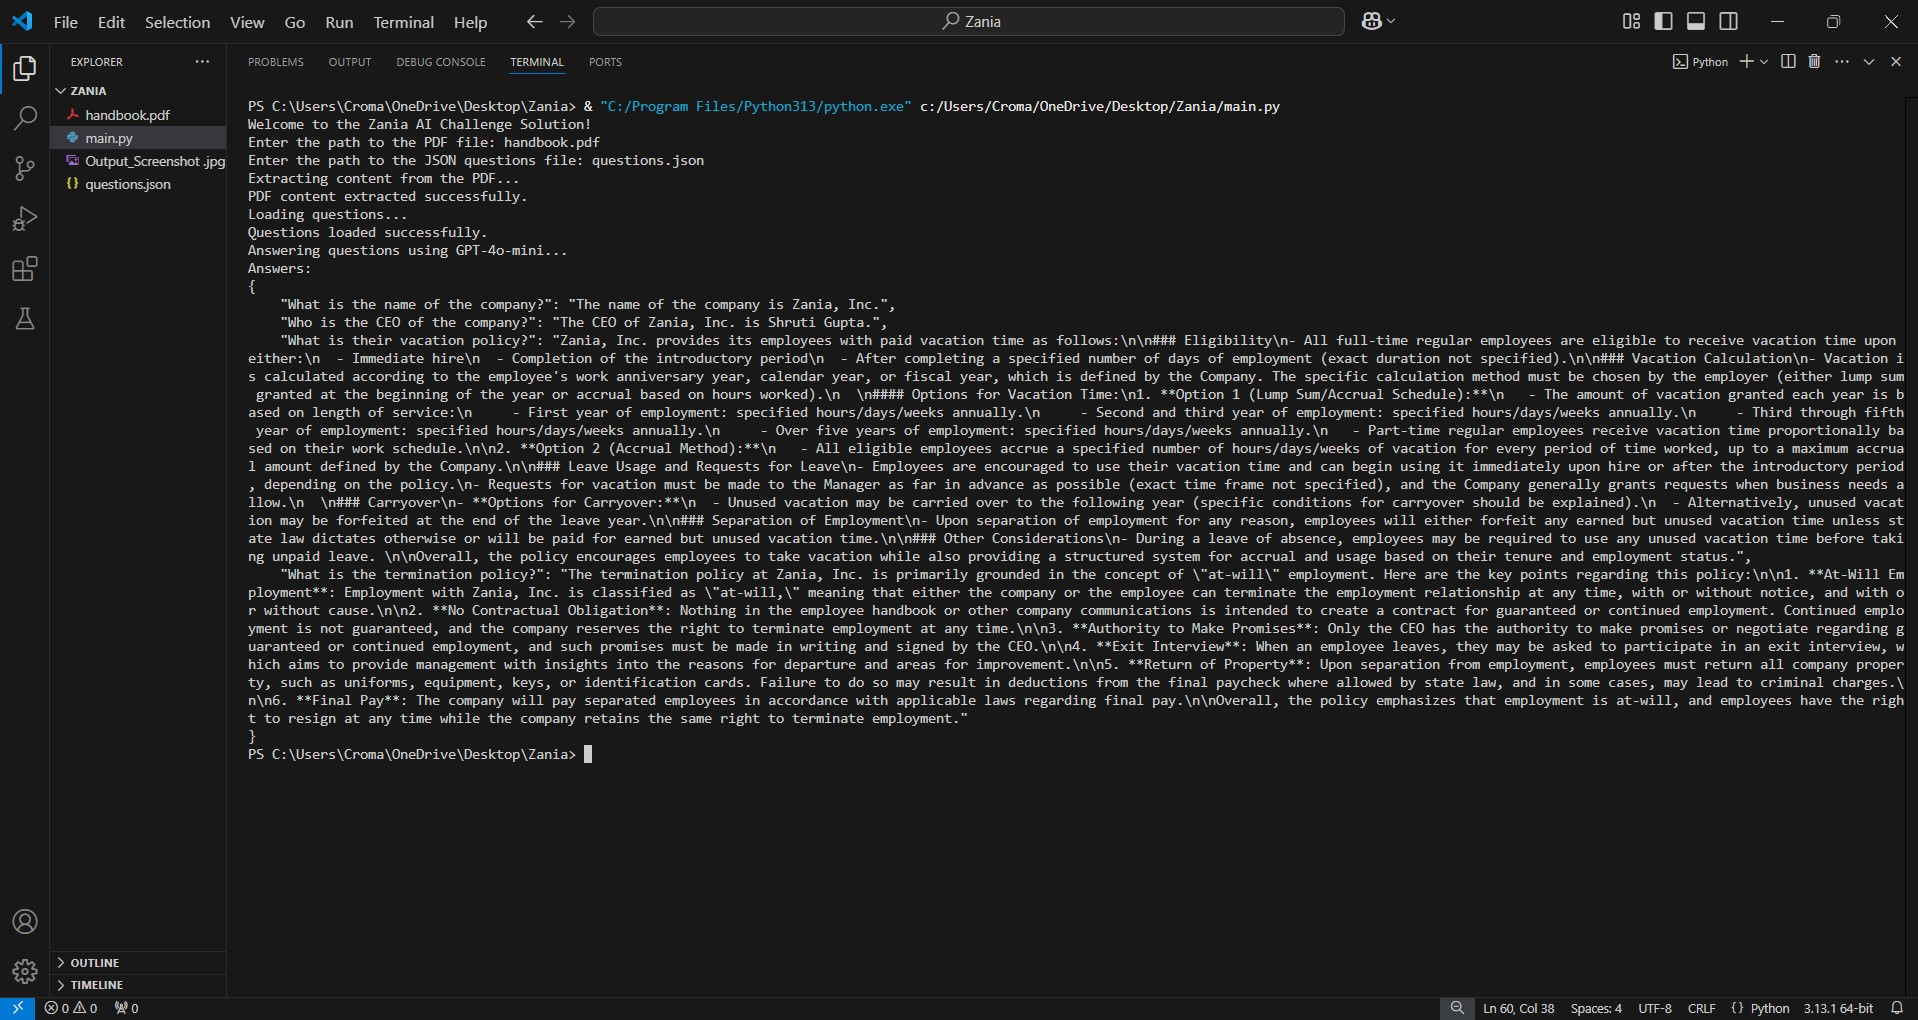 File Edit Selection View Go Run Terminal Help
Zania
EXPLORER
ZANIA
handbook.pdf
main.py
Output_Screenshot .jpg
questions.json
OUTLINE
TIMELINE
PROBLEMS OUTPUT DEBUG CONSOLE TERMINAL PORTS
Python
PS C:\Users\Croma\OneDrive\Desktop\Zania> & "C:/Program Files/Python313/python.exe" c:/Users/Croma/OneDrive/Desktop/Zania/main.py
Welcome to the Zania AI Challenge Solution!
Enter the path to the PDF file: handbook.pdf
Enter the path to the JSON questions file: questions.json
Extracting content from the PDF...
PDF content extracted successfully.
Loading questions...
Questions loaded successfully.
Answering questions using GPT-4o-mini...
Answers:
{
    "What is the name of the company?": "The name of the company is Zania, Inc.",
    "Who is the CEO of the company?": "The CEO of Zania, Inc. is Shruti Gupta.",
    "What is their vacation policy?": "Zania, Inc. provides its employees with paid vacation time as follows:\n\n### Eligibility\n- All full-time regular employees are eligible to receive vacation time upon
either:\n  - Immediate hire\n  - Completion of the introductory period\n  - After completing a specified number of days of employment (exact duration not specified).\n\n### Vacation Calculation\n- Vacation i
s calculated according to the employee's work anniversary year, calendar year, or fiscal year, which is defined by the Company. The specific calculation method must be chosen by the employer (either lump sum
 granted at the beginning of the year or accrual based on hours worked).\n  \n#### Options for Vacation Time:\n1. **Option 1 (Lump Sum/Accrual Schedule):**\n   - The amount of vacation granted each year is b
ased on length of service:\n     - First year of employment: specified hours/days/weeks annually.\n     - Second and third year of employment: specified hours/days/weeks annually.\n     - Third through fifth
 year of employment: specified hours/days/weeks annually.\n     - Over five years of employment: specified hours/days/weeks annually.\n   - Part-time regular employees receive vacation time proportionally ba
sed on their work schedule.\n\n2. **Option 2 (Accrual Method):**\n   - All eligible employees accrue a specified number of hours/days/weeks of vacation for every period of time worked, up to a maximum accrua
l amount defined by the Company.\n\n### Leave Usage and Requests for Leave\n- Employees are encouraged to use their vacation time and can begin using it immediately upon hire or after the introductory period
, depending on the policy.\n- Requests for vacation must be made to the Manager as far in advance as possible (exact time frame not specified), and the Company generally grants requests when business needs a
llow.\n  \n### Carryover\n- **Options for Carryover:**\n  - Unused vacation may be carried over to the following year (specific conditions for carryover should be explained).\n  - Alternatively, unused vacat
ion may be forfeited at the end of the leave year.\n\n### Separation of Employment\n- Upon separation of employment for any reason, employees will either forfeit any earned but unused vacation time unless st
ate law dictates otherwise or will be paid for earned but unused vacation time.\n\n### Other Considerations\n- During a leave of absence, employees may be required to use any unused vacation time before taki
ng unpaid leave. \n\nOverall, the policy encourages employees to take vacation while also providing a structured system for accrual and usage based on their tenure and employment status.",
    "What is the termination policy?": "The termination policy at Zania, Inc. is primarily grounded in the concept of \"at-will\" employment. Here are the key points regarding this policy:\n\n1. **At-Will Em
ployment**: Employment with Zania, Inc. is classified as \"at-will,\" meaning that either the company or the employee can terminate the employment relationship at any time, with or without notice, and with o
r without cause.\n\n2. **No Contractual Obligation**: Nothing in the employee handbook or other company communications is intended to create a contract for guaranteed or continued employment. Continued emplo
yment is not guaranteed, and the company reserves the right to terminate employment at any time.\n\n3. **Authority to Make Promises**: Only the CEO has the authority to make promises or negotiate regarding g
uaranteed or continued employment, and such promises must be made in writing and signed by the CEO.\n\n4. **Exit Interview**: When an employee leaves, they may be asked to participate in an exit interview, w
hich aims to provide management with insights into the reasons for departure and areas for improvement.\n\n5. **Return of Property**: Upon separation from employment, employees must return all company proper
ty, such as uniforms, equipment, keys, or identification cards. Failure to do so may result in deductions from the final paycheck where allowed by state law, and in some cases, may lead to criminal charges.\
n\n6. **Final Pay**: The company will pay separated employees in accordance with applicable laws regarding final pay.\n\nOverall, the policy emphasizes that employment is at-will, and employees have the righ
t to resign at any time while the company retains the same right to terminate employment."
}
PS C:\Users\Croma\OneDrive\Desktop\Zania>
0 0 0 Ln 60, Col 38 Spaces: 4 UTF-8 CRLF {} Python 3.13.1 64-bit